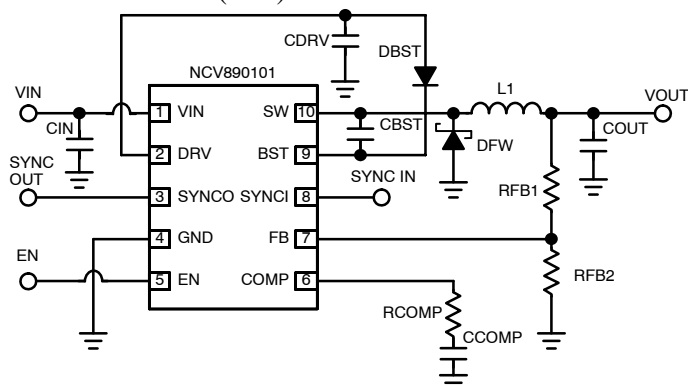 CDRV
DBST
NCV890101
L1
VIN
VOUT
1 VIN SW 10
CIN
CBST
COUT
DFW
2 DRV BST 9
SYNC
OUT
SYNC IN
RFB1
3 SYNCO SYNCI 8
4 GND FB 7
EN
RFB2
5 EN COMP 6
RCOMP
CCOMP